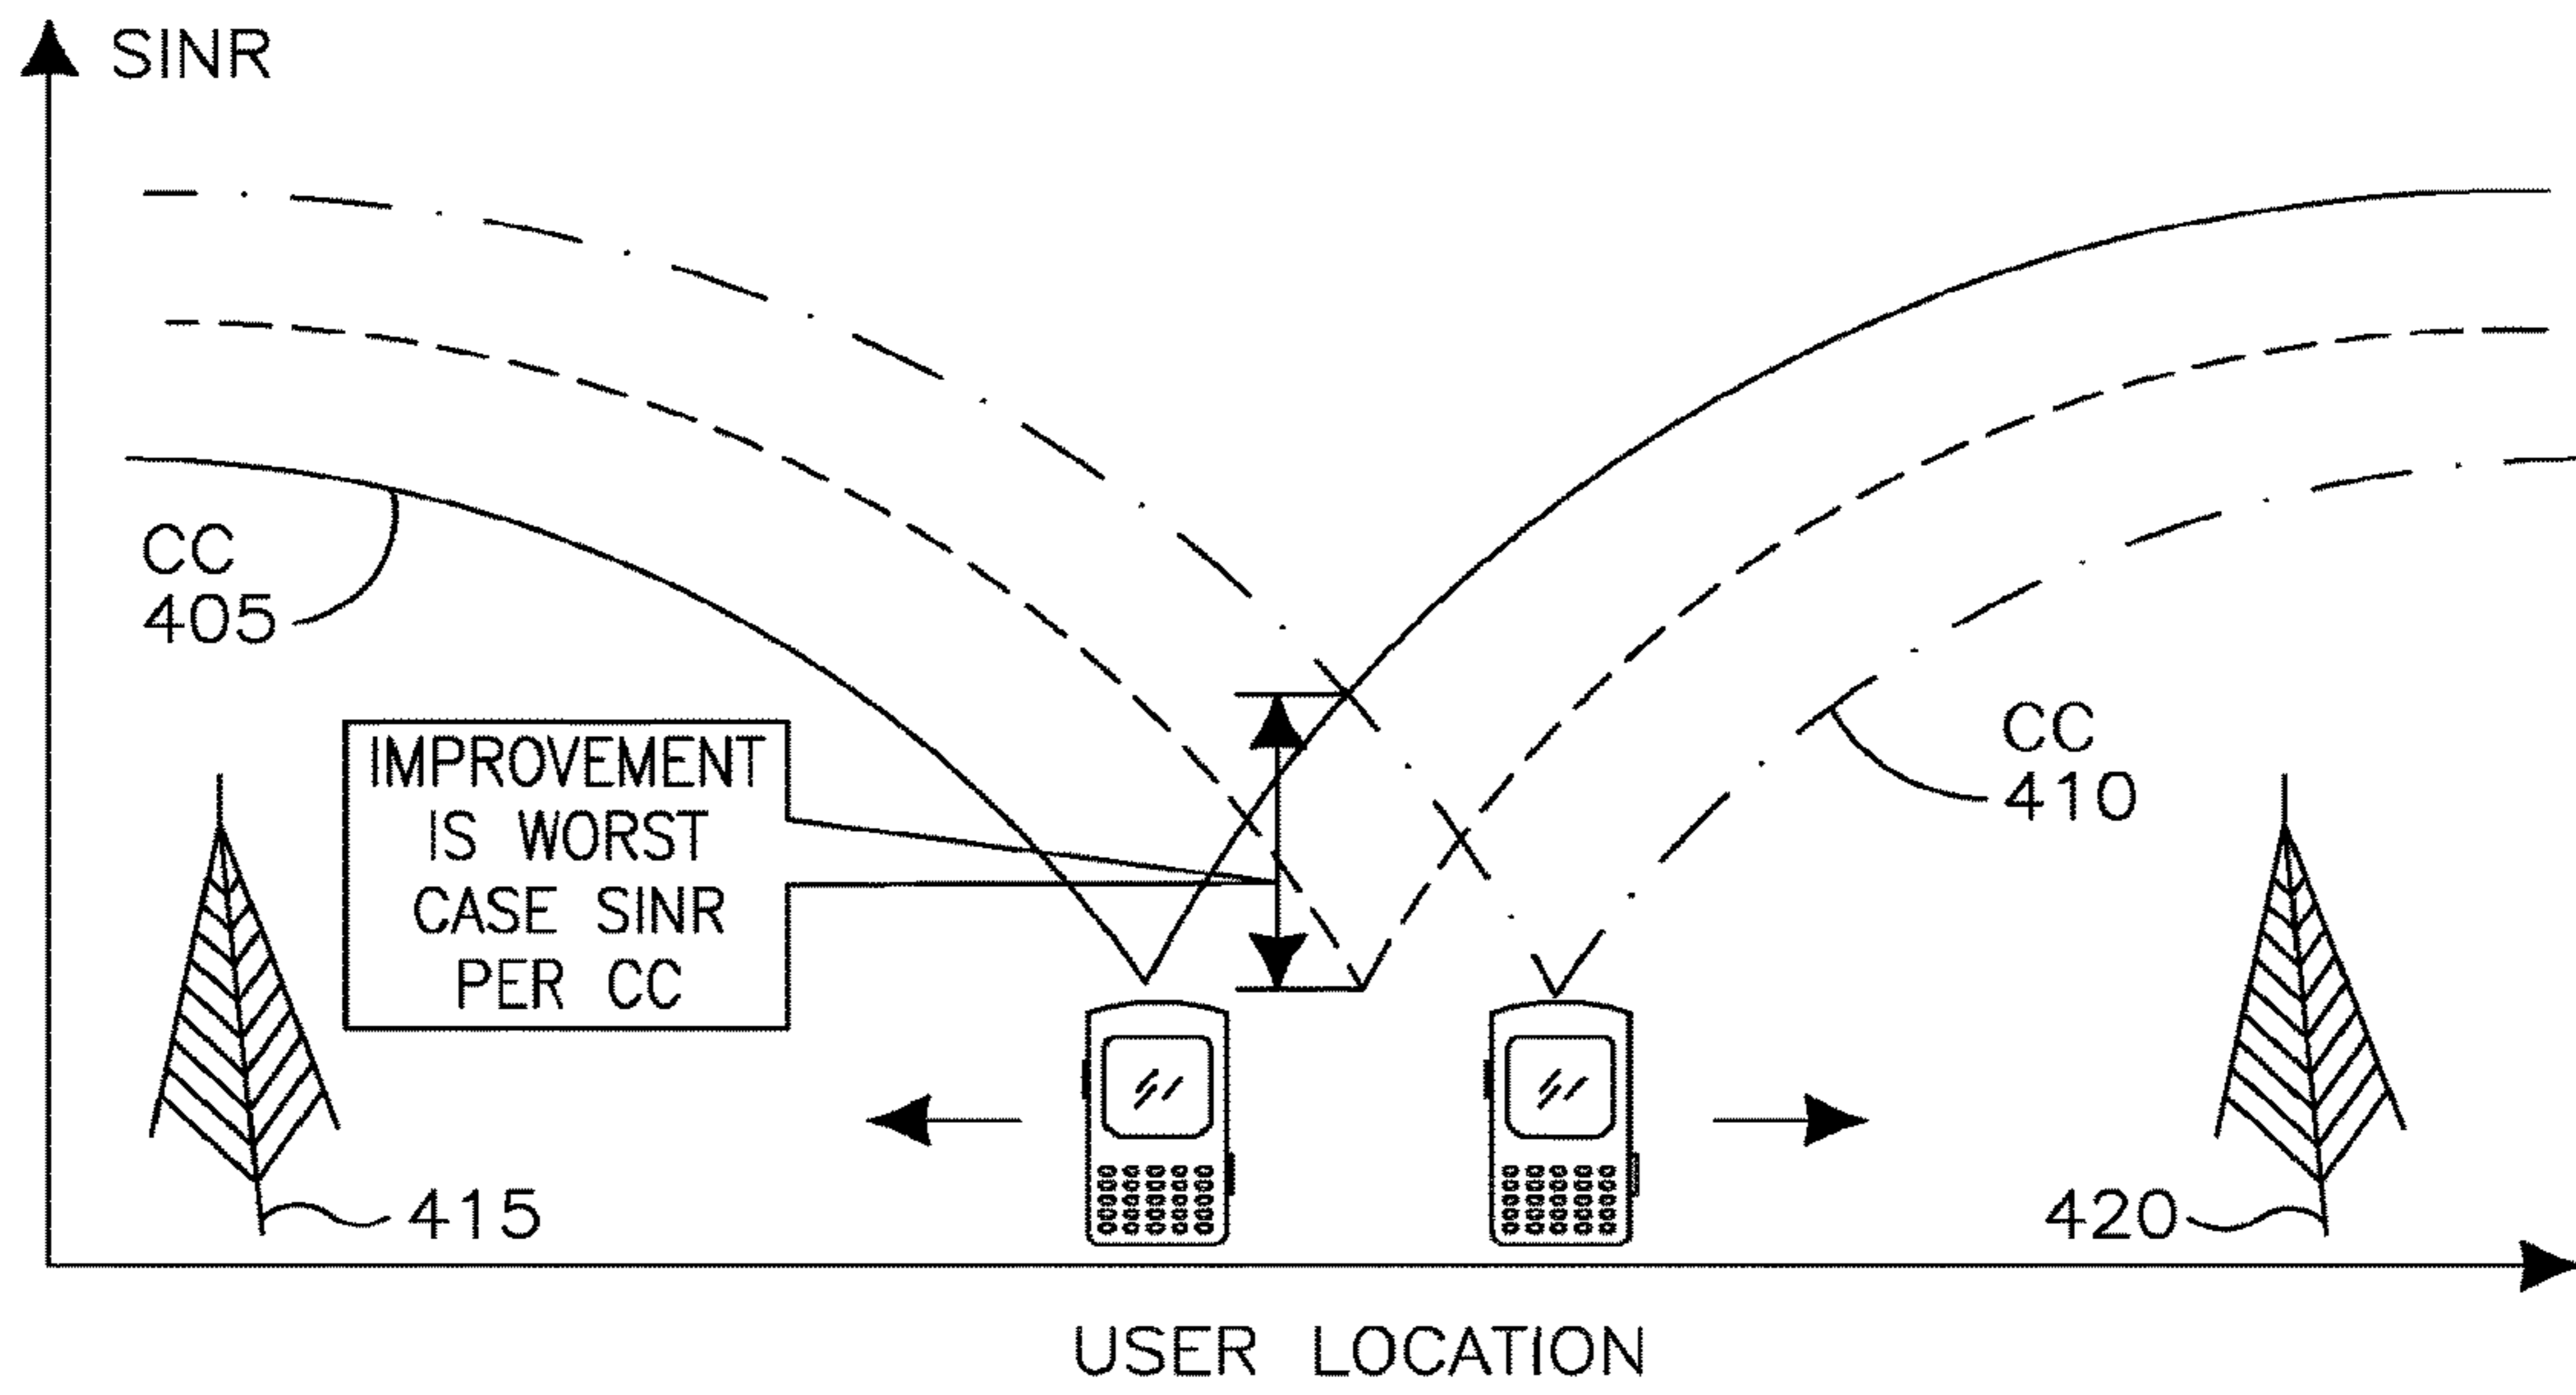 SINR
CC
405
IMPROVEMENT
IS WORST
CASE SINR
PER CC
CC
410
415
420
USER LOCATION